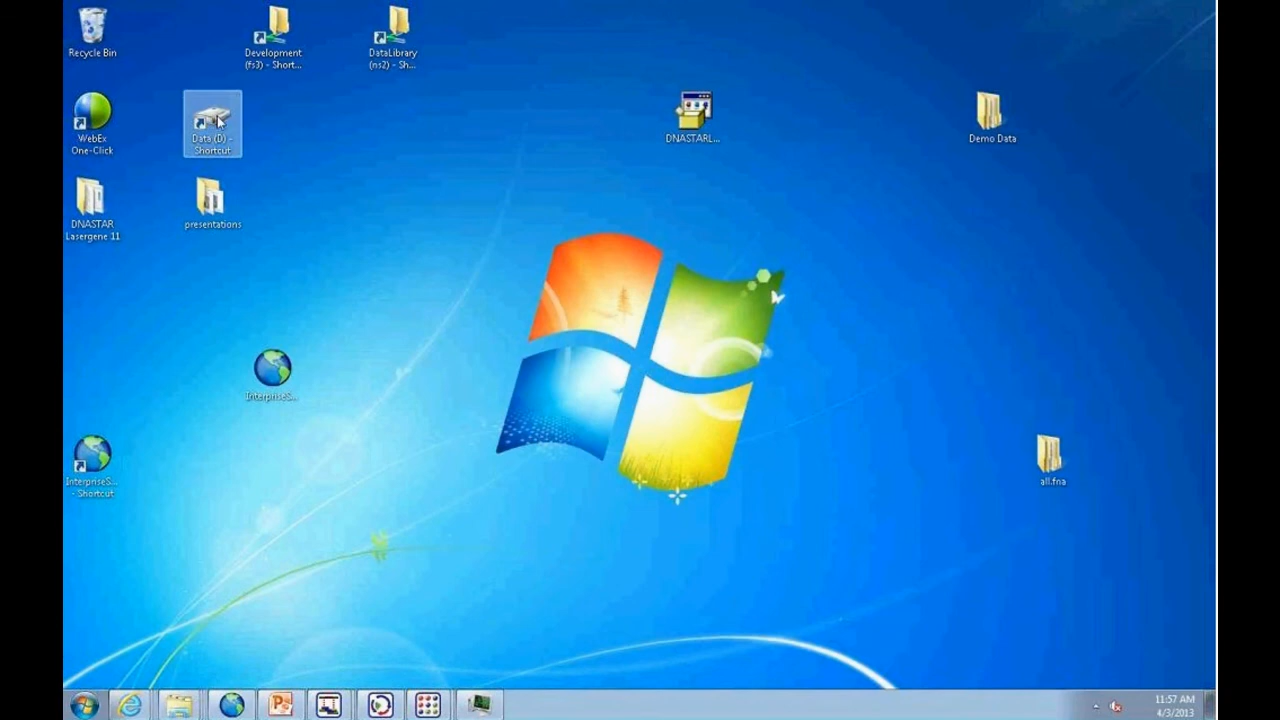 Recycle Bin
Development
(fs3) - Short...
DataLibrary
(ns2) - Sh...
WebEx
One-Click
Data (D) -
Shortcut
DNASTARL...
Demo Data
DNASTAR
Lasergene 11
presentations
InterpriseS...
InterpriseS...
- Shortcut
all.fna
11:57 AM
4/3/2013